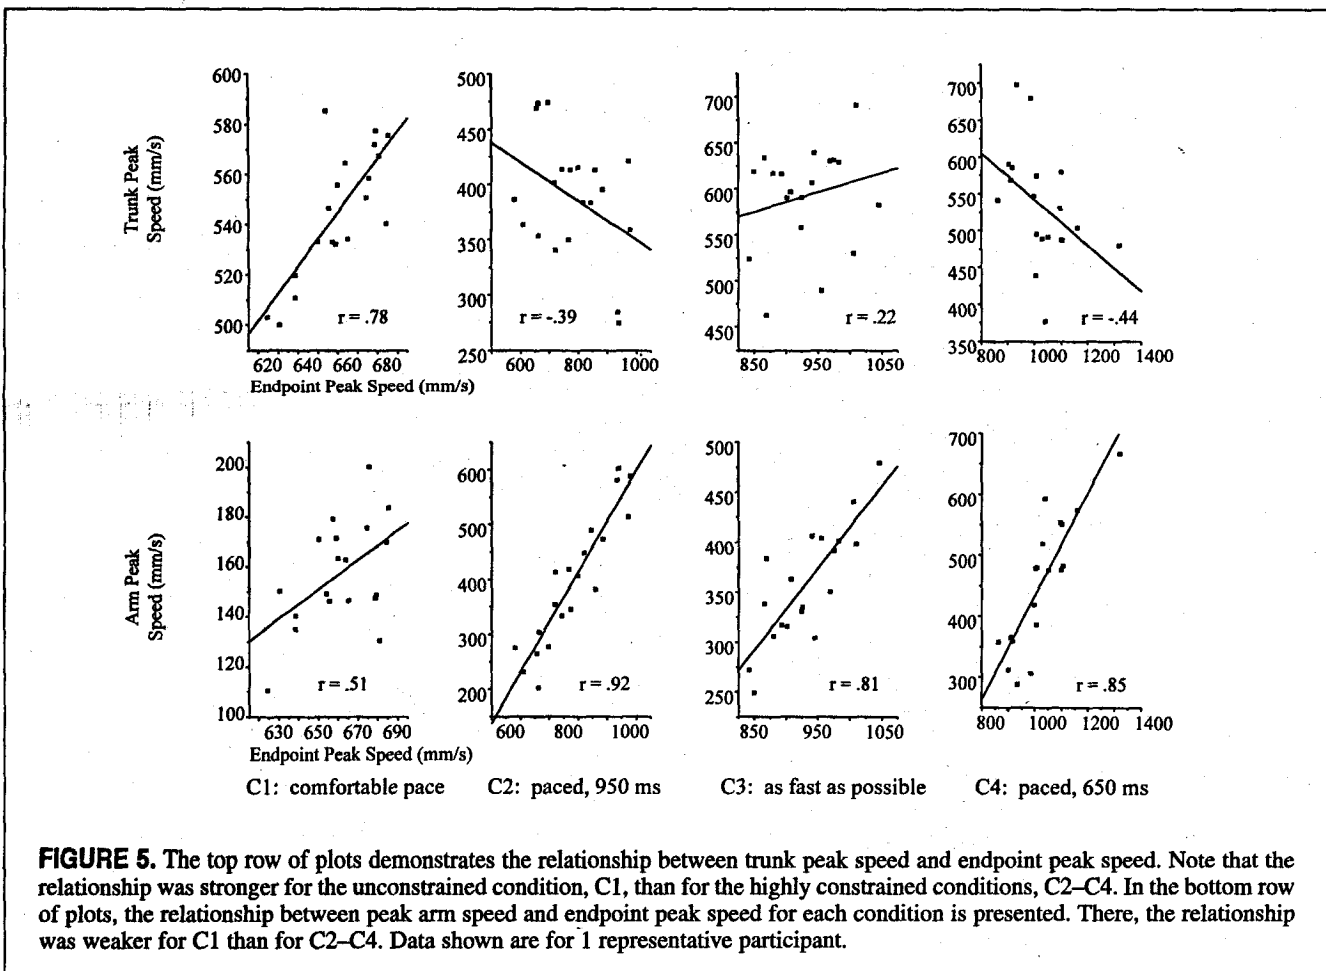 600
580
560
540
520
500
Trunk Peak
Speed (mm/s)
r = .78
620 640 660 680
Endpoint Peak Speed (mm/s)
500
450
400
350
300
250
r = -.39
600 800 1000
700
650
600
550
500
450
r = .22
850 950 1050
700
650
600
550
500
450
400
350
r = -.44
800 1000 1200 1400
200
180
160
140
120
100
Arm Peak
Speed (mm/s)
r = .51
630 650 670 690
Endpoint Peak Speed (mm/s)
600
500
400
300
200
r = .92
600 800 1000
500
450
400
350
300
250
r = .81
850 950 1050
700
600
500
400
300
r = .85
800 1000 1200 1400
C1: comfortable pace C2: paced, 950 ms C3: as fast as possible C4: paced, 650 ms
FIGURE 5. The top row of plots demonstrates the relationship between trunk peak speed and endpoint peak speed. Note that the
relationship was stronger for the unconstrained condition, C1, than for the highly constrained conditions, C2–C4. In the bottom row
of plots, the relationship between peak arm speed and endpoint peak speed for each condition is presented. There, the relationship
was weaker for C1 than for C2–C4. Data shown are for 1 representative participant.